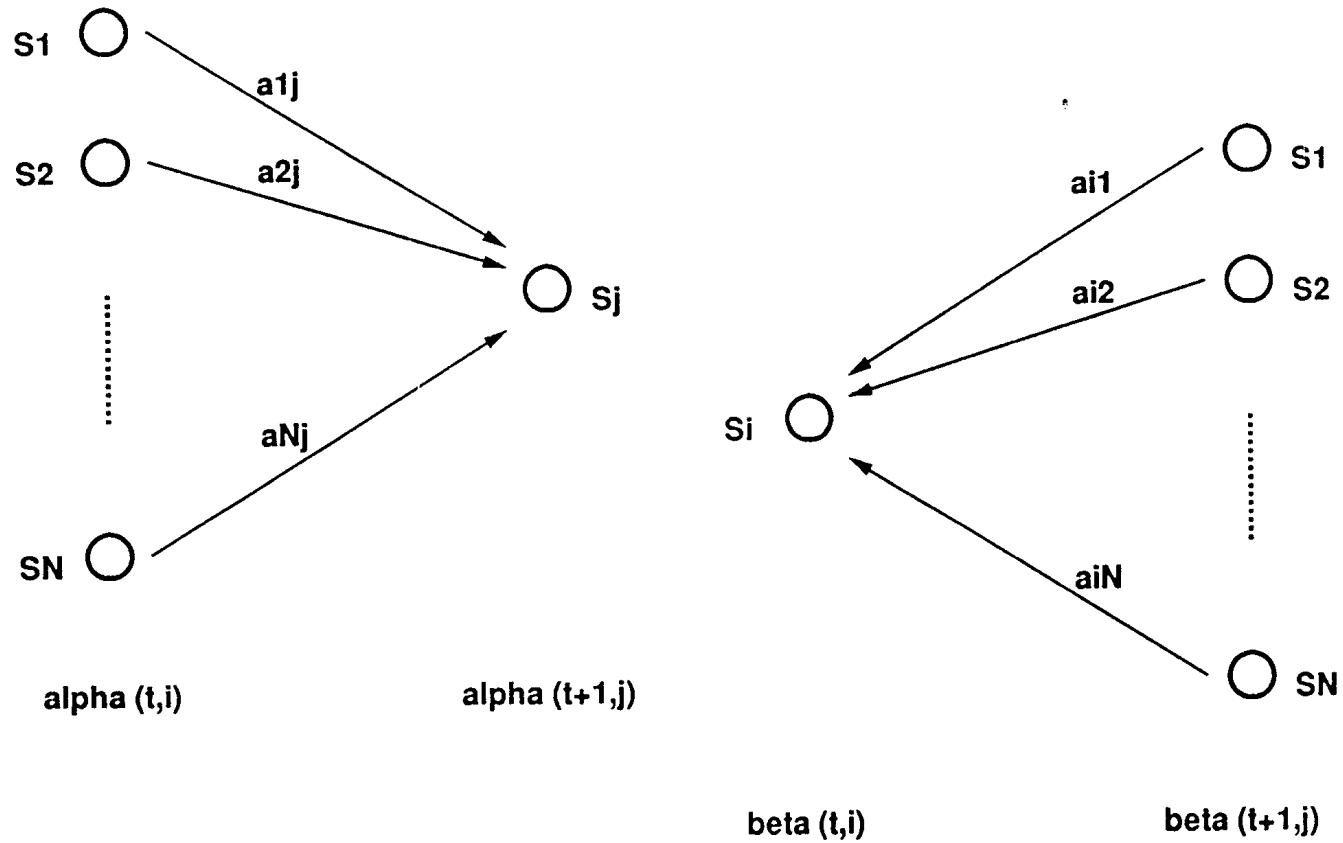 S1
a1j
S2
a2j
Sj
aNj
SN
alpha (t,i)
alpha (t+1,j)
S1
ai1
S2
ai2
Si
aiN
SN
beta (t,i)
beta (t+1,j)